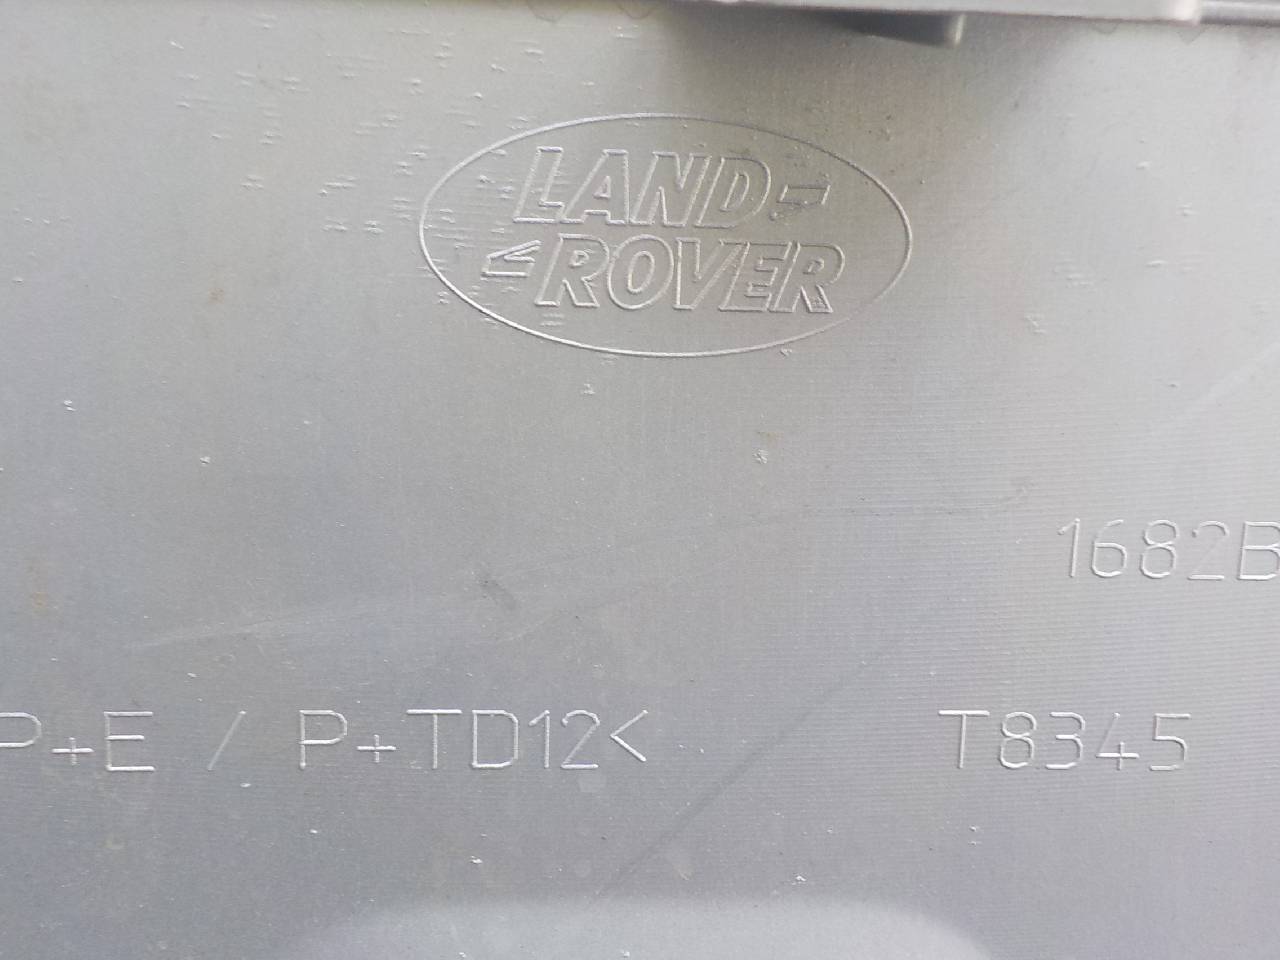 LAND
ROVER
1682B
P+E / P+TD12<
T8345